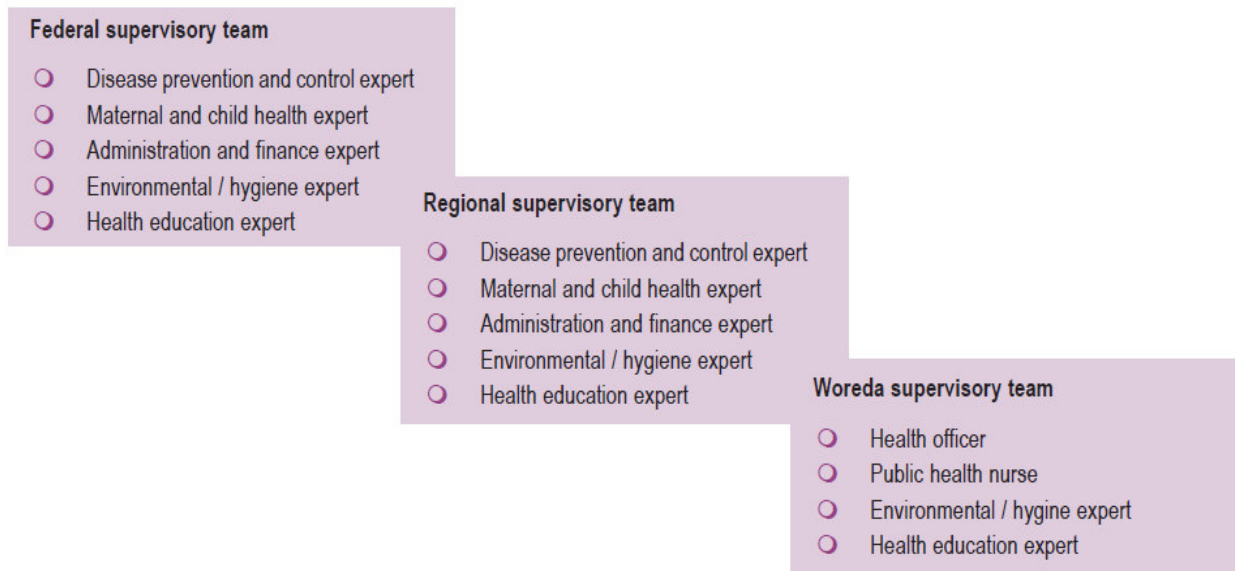 Federal supervisory team
Disease prevention and control expert
Maternal and child health expert
Administration and finance expert
Environmental / hygiene expert
Health education expert
Regional supervisory team
Disease prevention and control expert
Maternal and child health expert
Administration and finance expert
Environmental / hygiene expert
Health education expert
Woreda supervisory team
Health officer
Public health nurse
Environmental / hygine expert
Health education expert